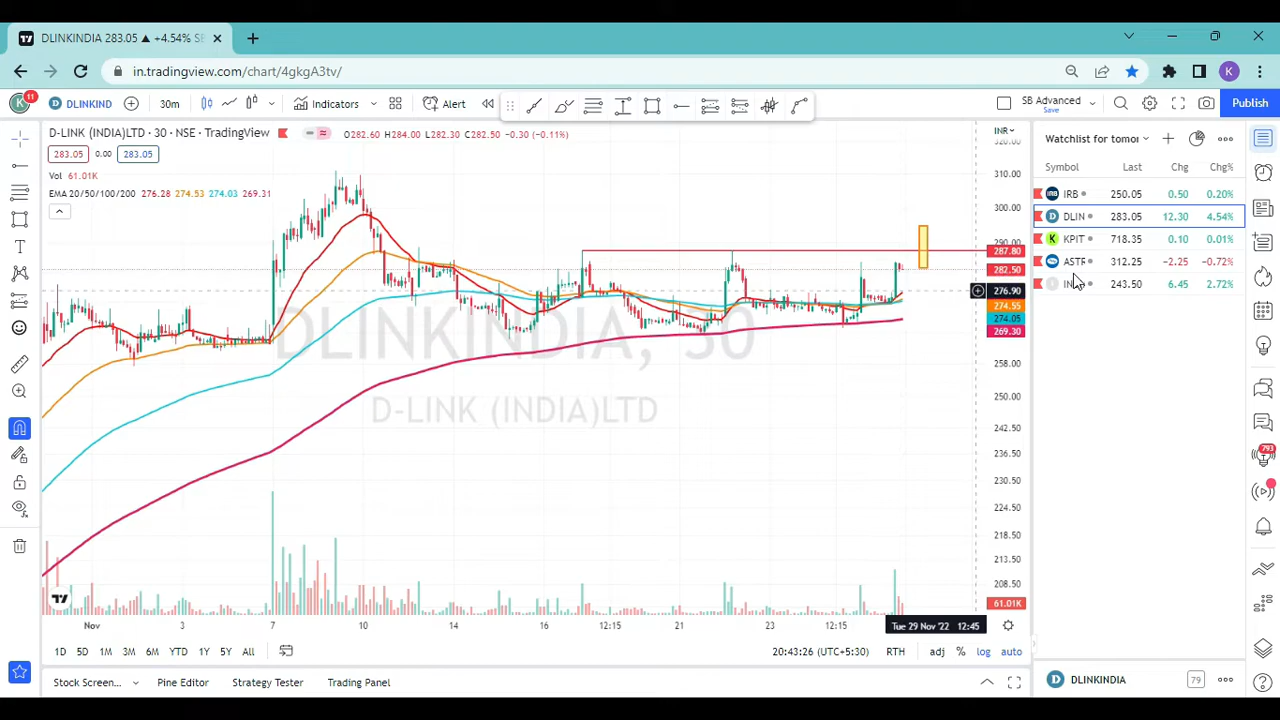 DLINKINDIA 283.05 ▲ +4.54%
in.tradingview.com/chart/4gkgA3tv/
K
K 11 DLINKIND 30m Indicators Alert SB Advanced Save Publish
D-LINK (INDIA)LTD · 30 · NSE · TradingView O282.60 H284.00 L282.30 C282.50 -0.30 (-0.11%)
283.05 0.00 283.05
Vol 61.01K
EMA 20/50/100/200 276.28 274.53 274.03 269.31
DLINKINDIA, 30
D-LINK (INDIA)LTD
INR
320.00
310.00
300.00
290.00
287.80
282.50
276.90
274.55
274.05
269.30
258.00
250.00
242.50
236.50
230.50
224.50
218.50
213.50
208.50
61.01K
Nov 3 7 10 14 16 12:15 21 23 12:15 Tue 29 Nov '22 12:45
1D 5D 1M 3M 6M YTD 1Y 5Y All 20:43:26 (UTC+5:30) RTH adj % log auto
Stock Screen... Pine Editor Strategy Tester Trading Panel
Watchlist for tomor
Symbol Last Chg Chg%
IRB 250.05 0.50 0.20%
DLIN 283.05 12.30 4.54%
KPIT 718.35 0.10 0.01%
ASTR 312.25 -2.25 -0.72%
243.50 6.45 2.72%
793
DLINKINDIA 79